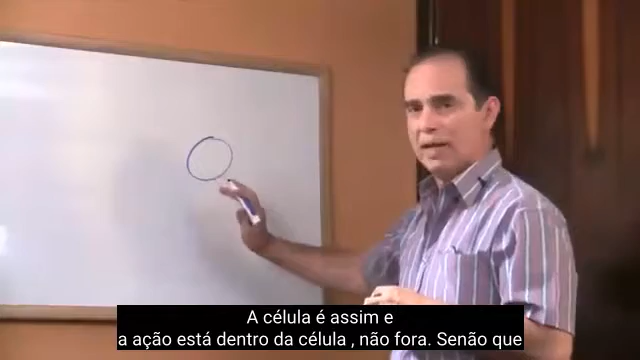 A célula é assim e
a ação está dentro da célula , não fora. Senão que